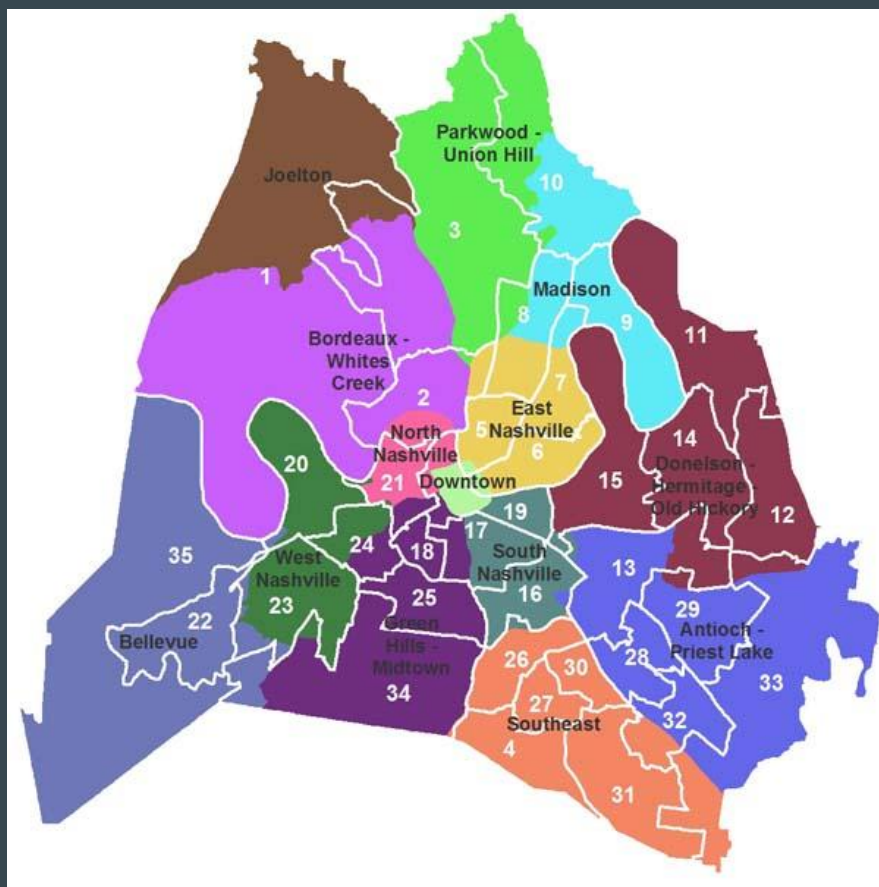 Parkwood -
Union Hill
Joelton
10
3
1
Madison
8
9
11
Bordeaux -
Whites
Creek
2
7
East
Nashville
5
6
North
Nashville
21
Downtown
20
14
Donelson -
Hermitage -
Old Hickory
15
12
19
17
South
Nashville
16
24
18
25
Green
Hills -
Midtown
34
West
Nashville
23
35
22
Bellevue
13
29
Antioch -
Priest Lake
28
33
32
26
30
27
Southeast
4
31